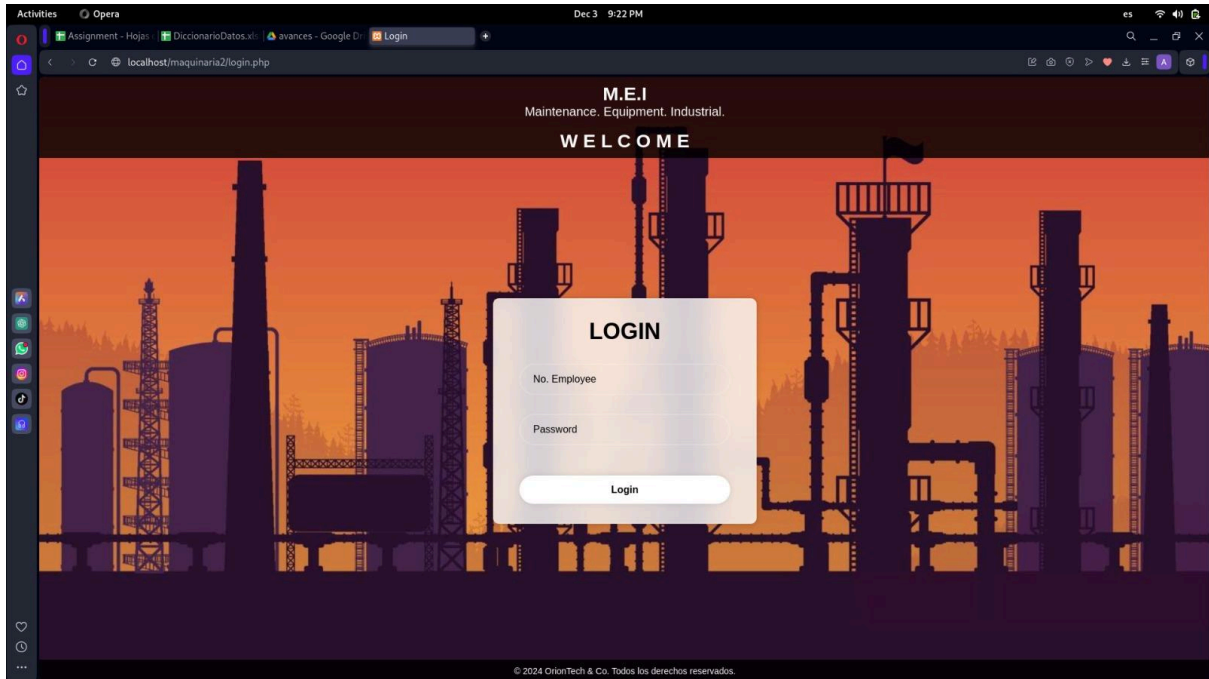 Activities Opera Dec 3 9:22 PM es
Assignment - Hojas DiccionarioDatos.xls avances - Google Dr Login
localhost/maquinaria2/login.php
M.E.I
Maintenance. Equipment. Industrial.
WELCOME
LOGIN
No. Employee
Password
Login
© 2024 OrionTech & Co. Todos los derechos reservados.